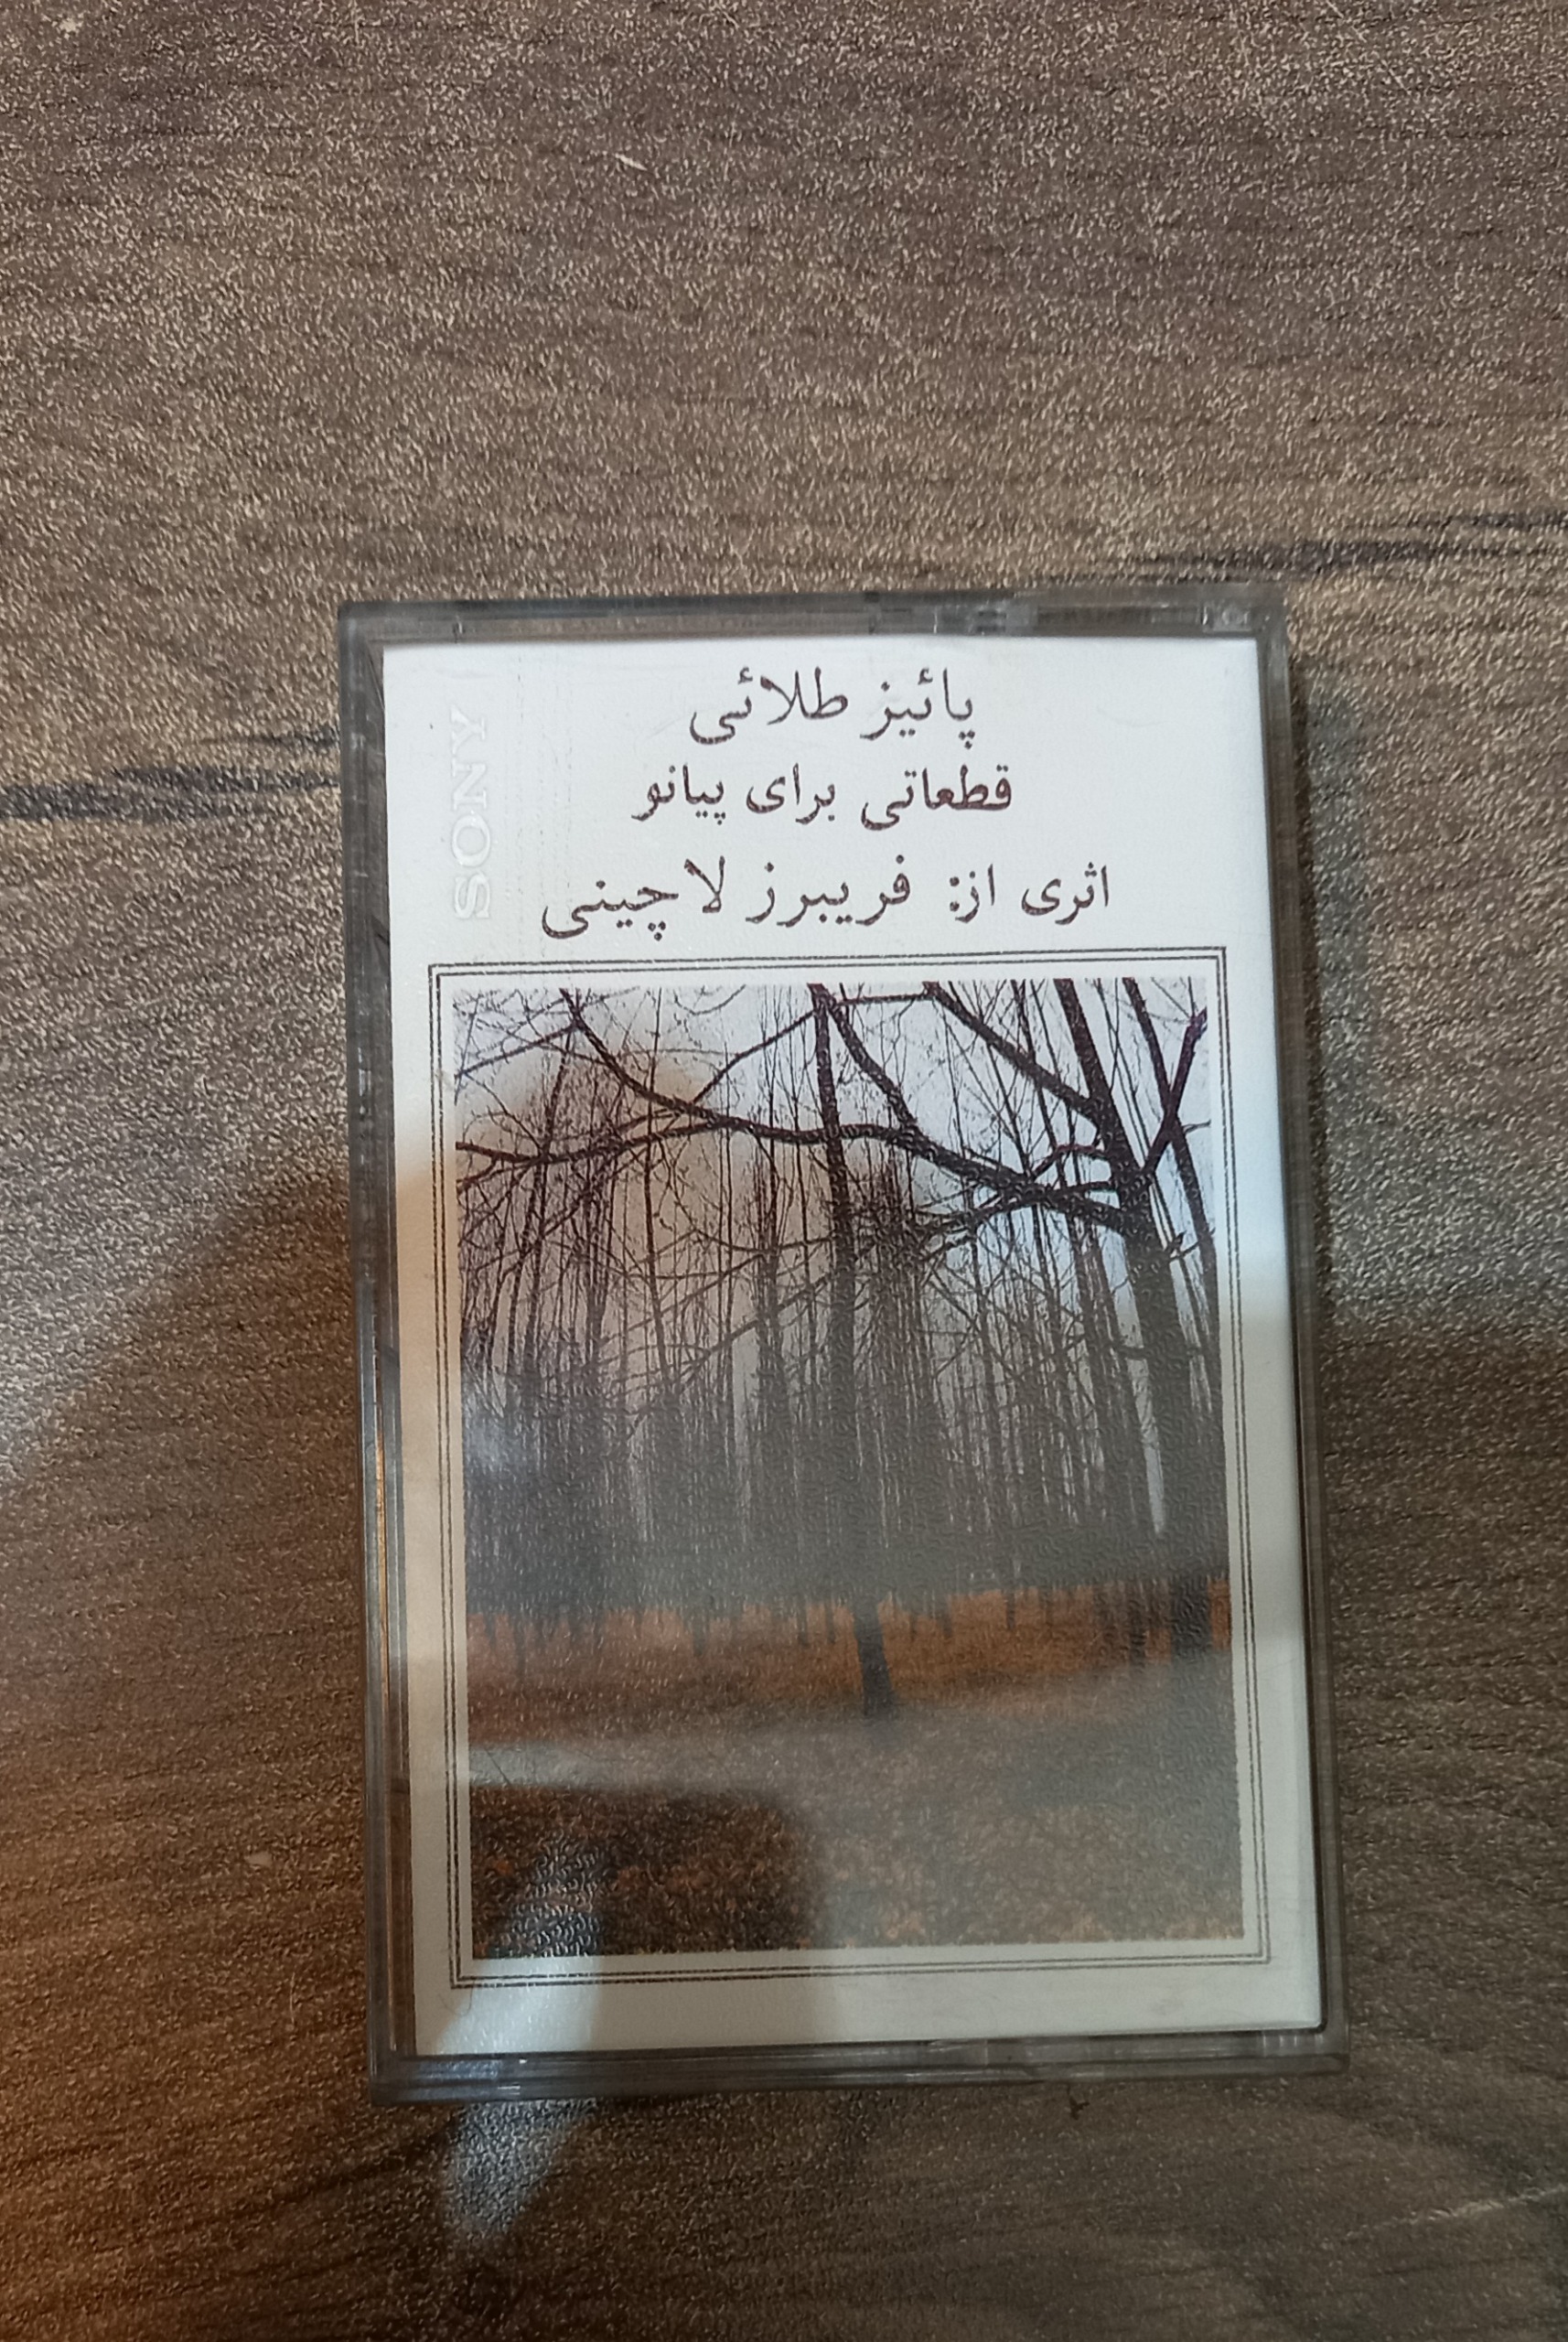 پائیز طلائی
قطعاتی برای پیانو
اثری از: فریبرز لاچینی
SONY